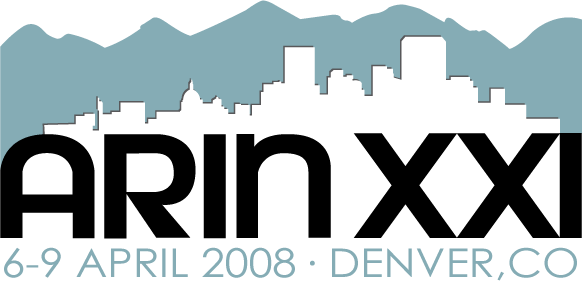 ARIN XXI
6-9 APRIL 2008 · DENVER,CO